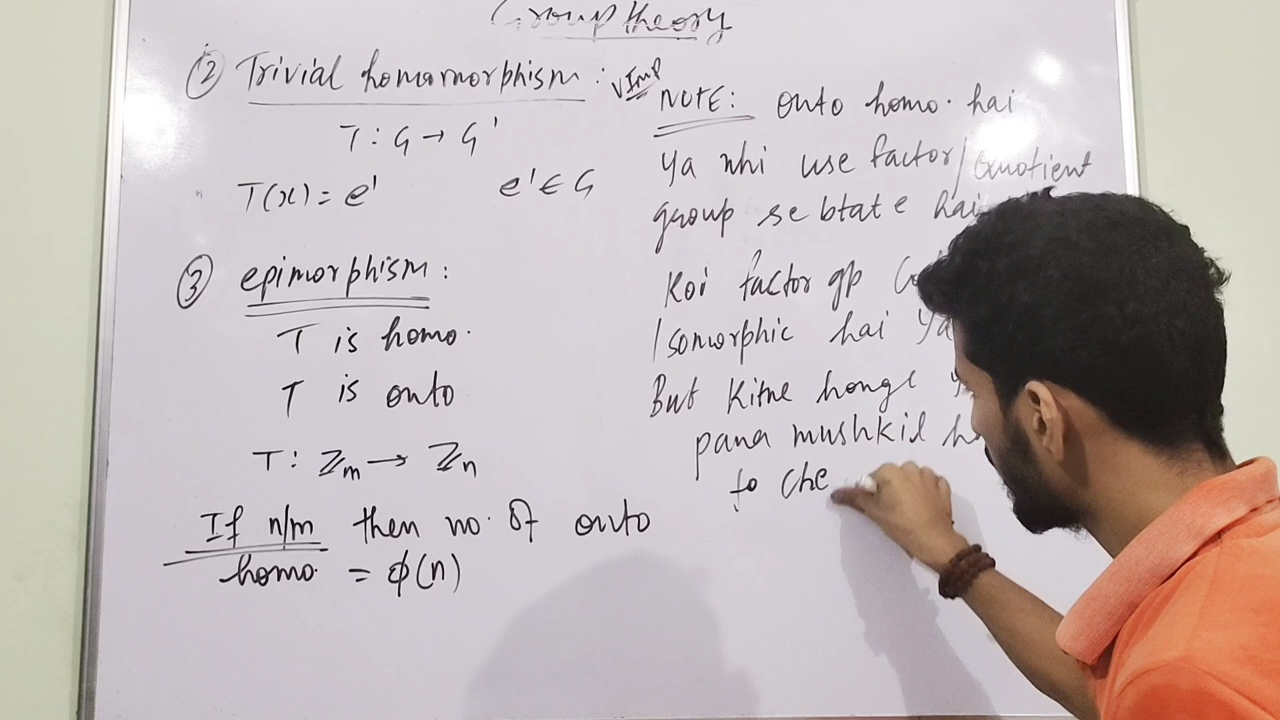 Group theory
② Trivial homomorphism :
T : G → G'
T(x) = e' e' ∈ G
③ epimorphism :
T is homo.
T is onto
T : ℤm → ℤn
If n/m then no. of onto
homo. = φ(n)
V Imp
NOTE: onto homo. hai
ya nhi use factor/Quotient
group se btate hai
Koi factor gp
Isomorphic hai ya
But kitne honge
pana mushkil
to che